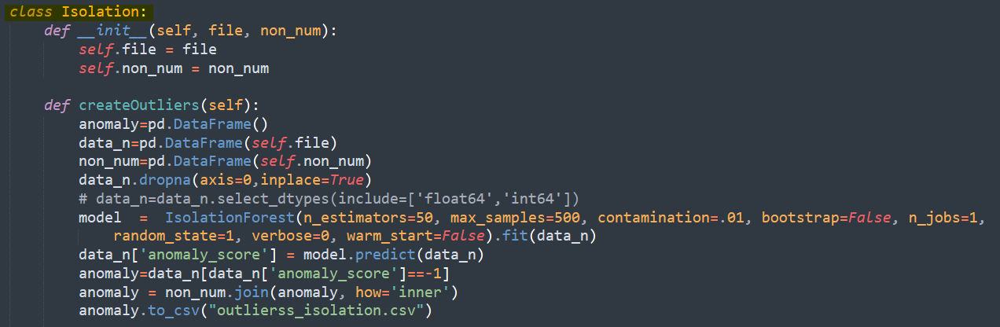 class Isolation:
    def __init__(self, file, non_num):
        self.file = file
        self.non_num = non_num

    def createOutliers(self):
        anomaly=pd.DataFrame()
        data_n=pd.DataFrame(self.file)
        non_num=pd.DataFrame(self.non_num)
        data_n.dropna(axis=0,inplace=True)
        # data_n=data_n.select_dtypes(include=['float64','int64'])
        model  =  IsolationForest(n_estimators=50, max_samples=500, contamination=.01, bootstrap=False, n_jobs=1,
            random_state=1, verbose=0, warm_start=False).fit(data_n)
        data_n['anomaly_score'] = model.predict(data_n)
        anomaly=data_n[data_n['anomaly_score']==-1]
        anomaly = non_num.join(anomaly, how='inner')
        anomaly.to_csv("outlierss_isolation.csv")